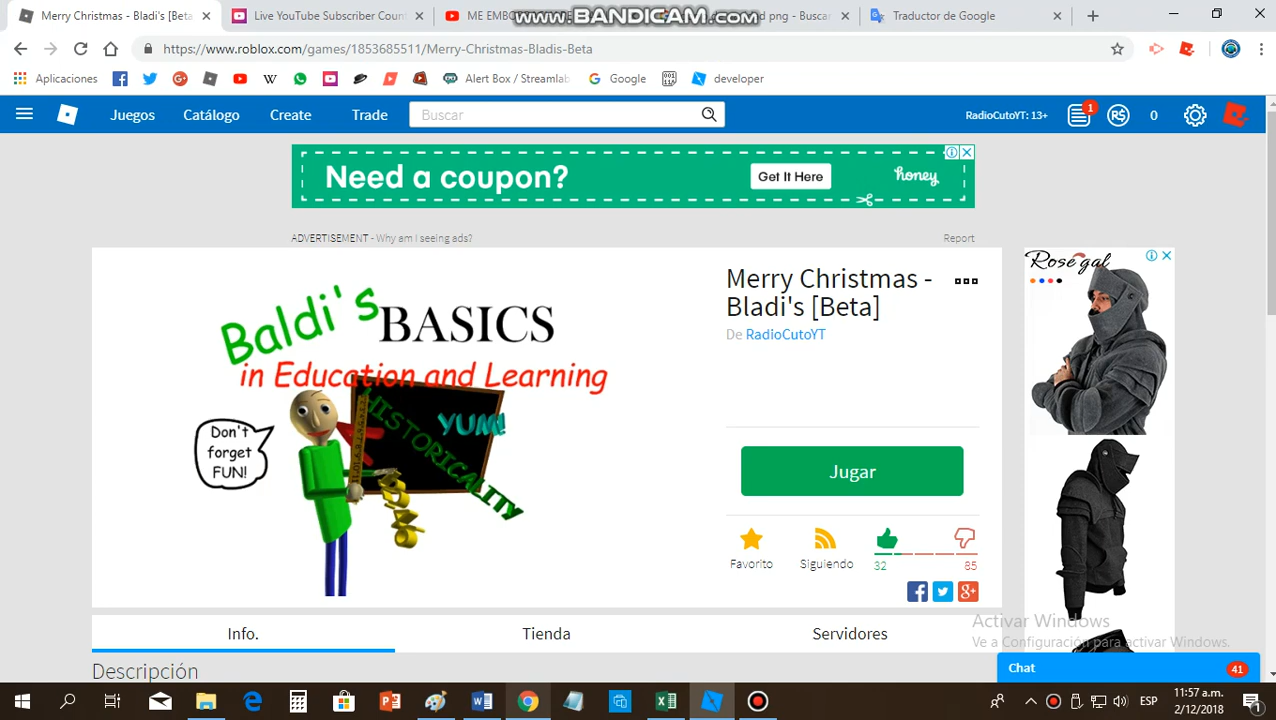 Merry Christmas - Bladi's [Beta]
Live YouTube Subscriber Coun
ME EMBO
www.BANDICAM.com
d png - Buscar
Traductor de Google
https://www.roblox.com/games/1853685511/Merry-Christmas-Bladis-Beta
Aplicaciones
Alert Box / Streamlab
Google
developer
Juegos
Catálogo
Create
Trade
Buscar
RadioCutoYT: 13+
1
R$
0
Need a coupon?
Get It Here
honey
ADVERTISEMENT - Why am I seeing ads?
Report
Baldi's BASICS
in Education and Learning
Don't
forget
FUN!
HISTORICALITY
YUM!
Merry Christmas -
Bladi's [Beta]
De RadioCutoYT
Jugar
Favorito
Siguiendo
32
85
Rosegal
Info.
Tienda
Servidores
Descripción
Activar Windows
Ve a Configuración para activar Windows.
Chat
41
ESP
11:57 a.m.
2/12/2018
1